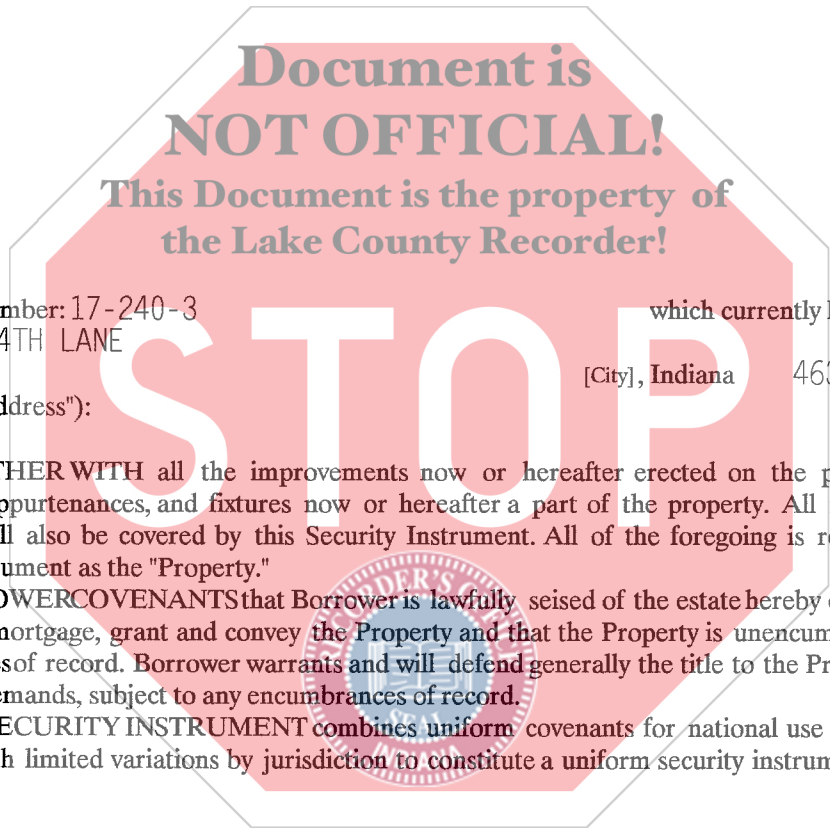 Document is
NOT OFFICIAL!
This Document is the property of
the Lake County Recorder!
STOP
mber: 17-240-3 which currently
4TH LANE
[City], Indiana 463
ddress"):
THER WITH all the improvements now or hereafter erected on the p
ppurtenances, and fixtures now or hereafter a part of the property. All
ll also be covered by this Security Instrument. All of the foregoing is re
ument as the "Property."
OWER COVENANTS that Borrower is lawfully seised of the estate hereby
mortgage, grant and convey the Property and that the Property is unencum
s of record. Borrower warrants and will defend generally the title to the Pr
emands, subject to any encumbrances of record.
ECURITY INSTRUMENT combines uniform covenants for national use
h limited variations by jurisdiction to constitute a uniform security instrum
RECORDER'S OFFICE
SEAL
INDIANA